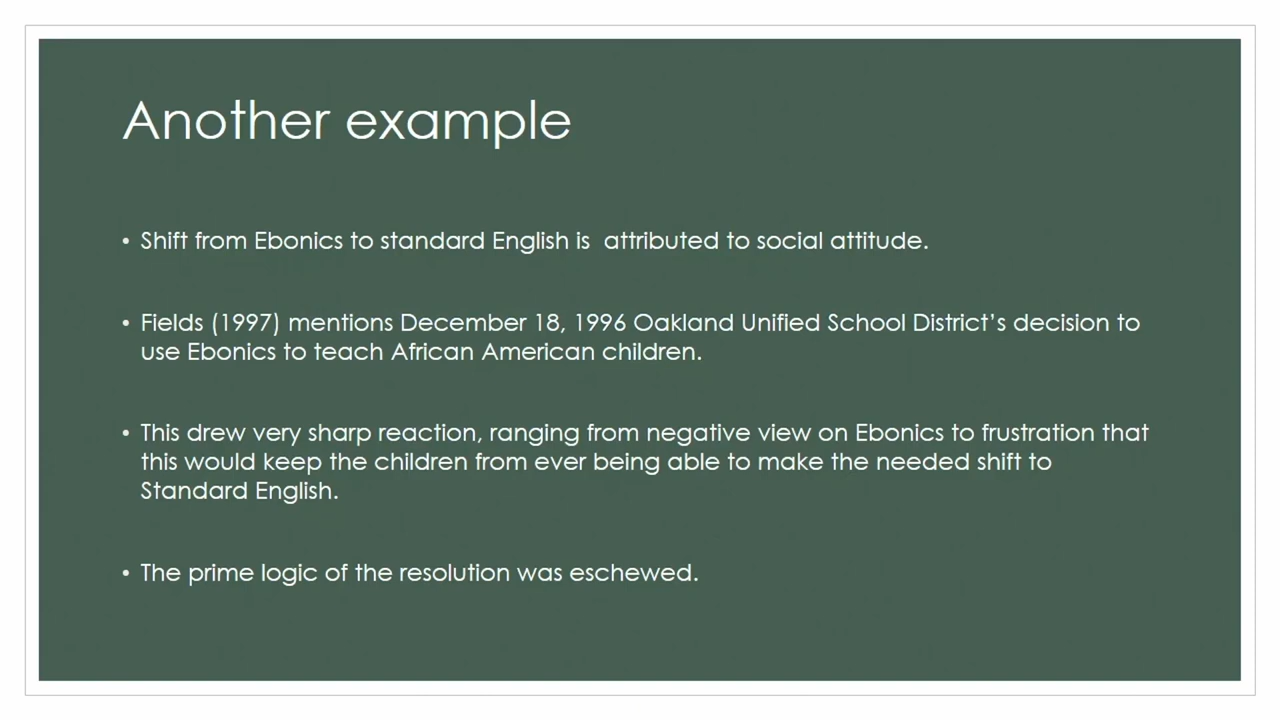 Another example
• Shift from Ebonics to standard English is  attributed to social attitude.
• Fields (1997) mentions December 18, 1996 Oakland Unified School District’s decision to
use Ebonics to teach African American children.
• This drew very sharp reaction, ranging from negative view on Ebonics to frustration that
this would keep the children from ever being able to make the needed shift to
Standard English.
• The prime logic of the resolution was eschewed.